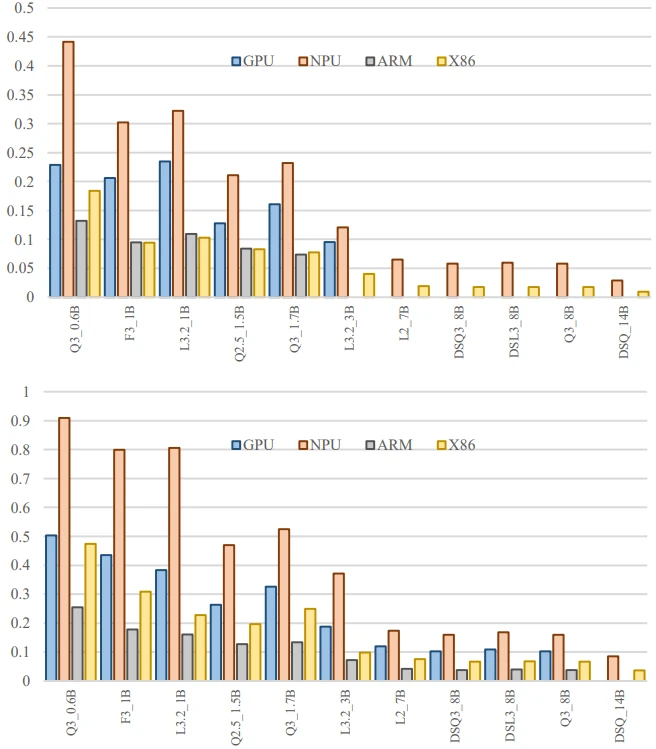 0.5
0.45
0.4
0.35
0.3
0.25
0.2
0.15
0.1
0.05
0
GPU NPU ARM X86
Q3_0.6B
F3_1B
L3.2_1B
Q2.5_1.5B
Q3_1.7B
L3.2_3B
L2_7B
DSQ3_8B
DSL3_8B
Q3_8B
DSQ_14B
1
0.9
0.8
0.7
0.6
0.5
0.4
0.3
0.2
0.1
0
GPU NPU ARM X86
Q3_0.6B
F3_1B
L3.2_1B
Q2.5_1.5B
Q3_1.7B
L3.2_3B
L2_7B
DSQ3_8B
DSL3_8B
Q3_8B
DSQ_14B